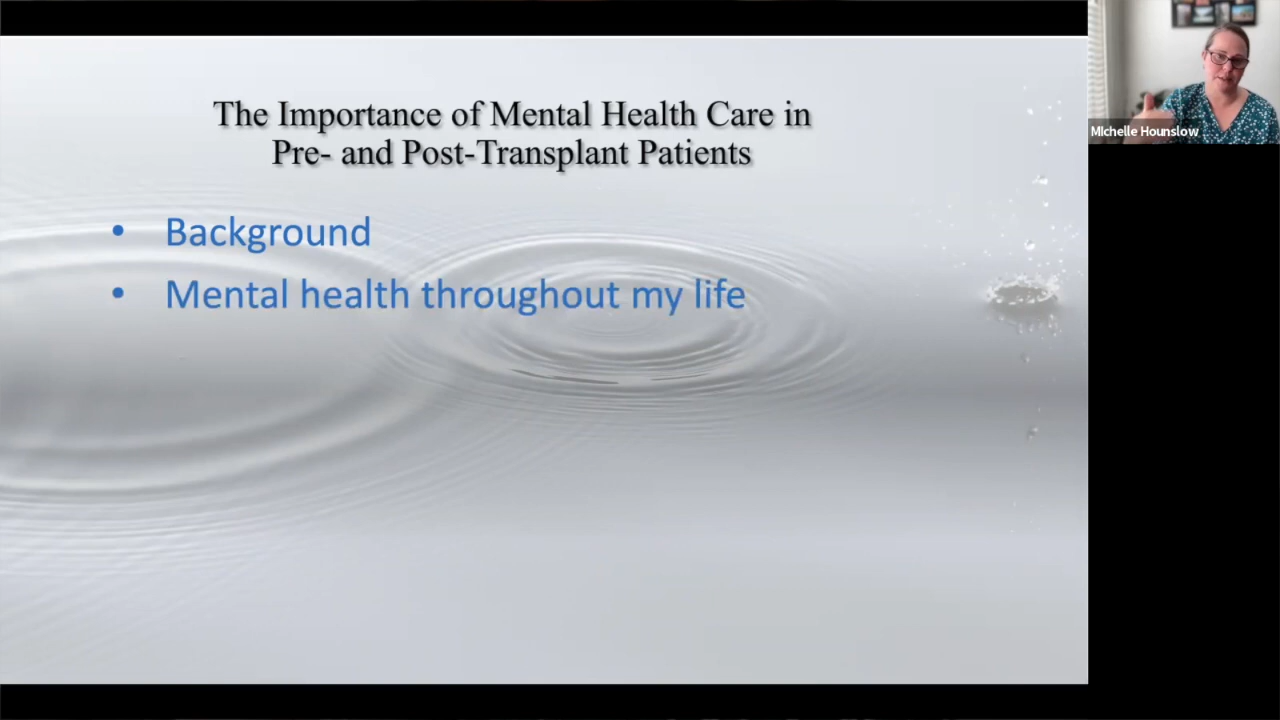 The Importance of Mental Health Care in
Pre- and Post-Transplant Patients
• Background
• Mental health throughout my life
Michelle Hounslow